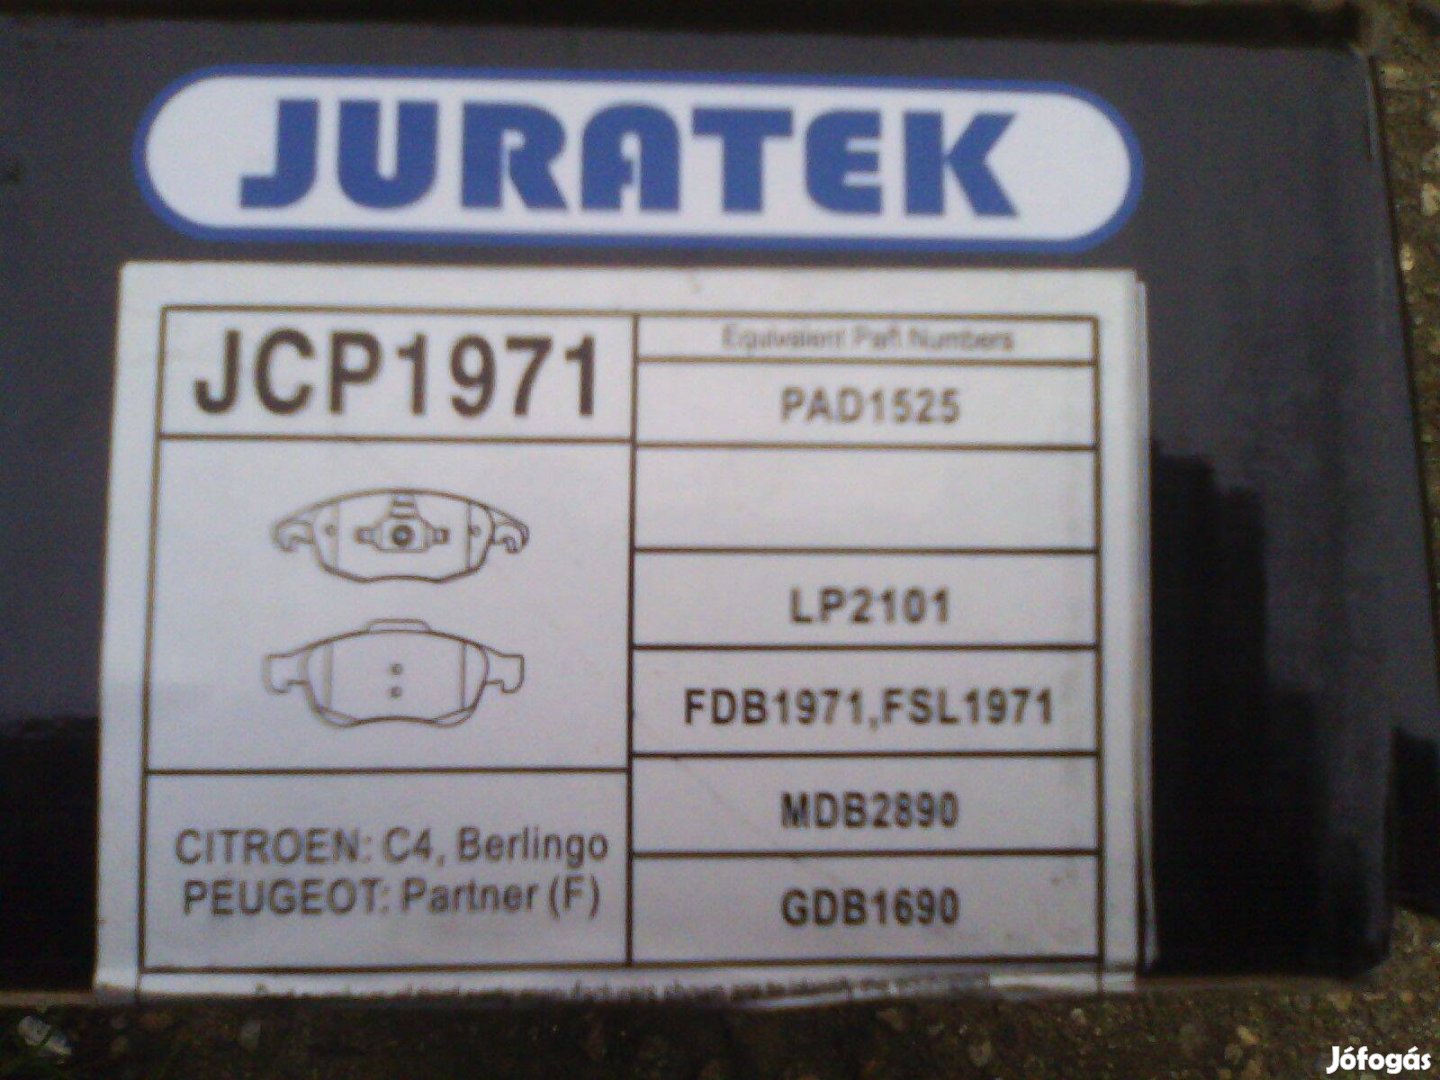 JURATEK
JCP1971
Equivalent Part Numbers
PAD1525
LP2101
FDB1971,FSL1971
MDB2890
GDB1690
CITROEN: C4, Berlingo
PEUGEOT: Partner (F)
Jófogás